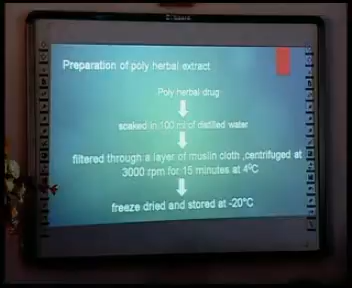 Preparation of poly herbal extract
Poly herbal drug
soaked in 100 ml of distilled water
filtered through a layer of muslin cloth ,centrifuged at
3000 rpm for 15 minutes at 4⁰C
freeze dried and stored at -20°C